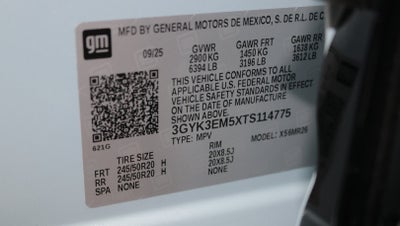 gm
MFD BY GENERAL MOTORS DE MEXICO, S. DE R.L. DE C.
09/25 GVWR GAWR FRT GAWR RR
2900 KG 1450 KG 1638 KG
6394 LB 3196 LB 3612 LB
THIS VEHICLE CONFORMS TO ALL
APPLICABLE U.S. FEDERAL MOTOR
VEHICLE SAFETY STANDARDS IN EFFECT
ON THE DATE OF MANUFACTURE
SHOWN ABOVE.
3GYK3EM5XTS114775
TYPE: MPV MODEL: X56MR26
621G
TIRE SIZE RIM
FRT 245/50R20 H 20X8.5J
RR 245/50R20 H 20X8.5J
SPA NONE NONE